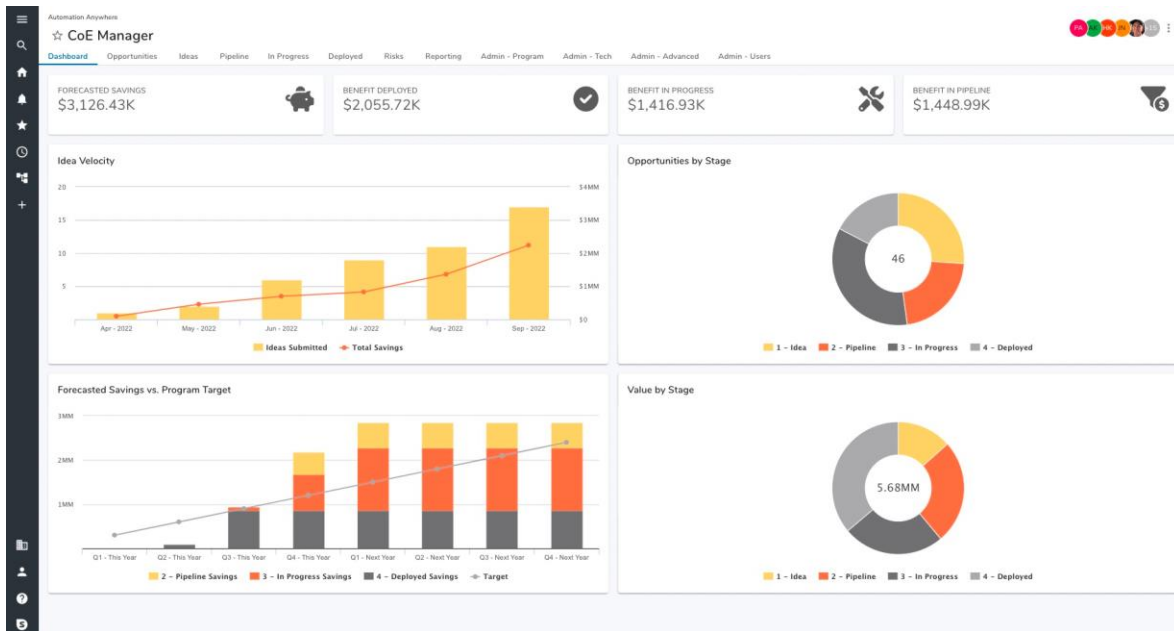 Automation Anywhere
CoE Manager
Dashboard Opportunities Ideas Pipeline In Progress Deployed Risks Reporting Admin - Program Admin - Tech Admin - Advanced Admin - Users
FORECASTED SAVINGS
$3,126.43K
BENEFIT DEPLOYED
$2,055.72K
BENEFIT IN PROGRESS
$1,416.93K
BENEFIT IN PIPELINE
$1,448.99K
Idea Velocity
20 $4MM
15 $3MM
10 $2MM
5 $1MM
$0
Apr - 2022 May - 2022 Jun - 2022 Jul - 2022 Aug - 2022 Sep - 2022
Ideas Submitted Total Savings
Opportunities by Stage
46
1 - Idea 2 - Pipeline 3 - In Progress 4 - Deployed
Forecasted Savings vs. Program Target
3MM
2MM
1MM
Q1 - This Year Q2 - This Year Q3 - This Year Q4 - This Year Q1 - Next Year Q2 - Next Year Q3 - Next Year Q4 - Next Year
2 - Pipeline Savings 3 - In Progress Savings 4 - Deployed Savings Target
Value by Stage
5.68MM
1 - Idea 2 - Pipeline 3 - In Progress 4 - Deployed